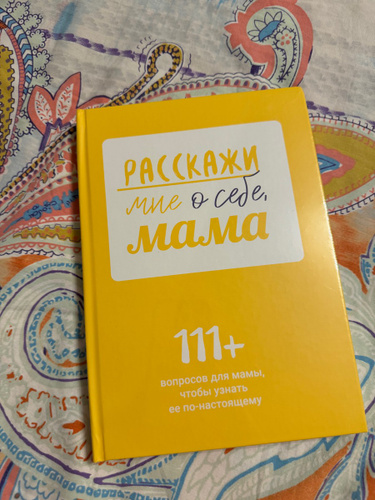 РАССКАЖИ
мне о себе,
мама
111+
вопросов для мамы,
чтобы узнать
ее по-настоящему